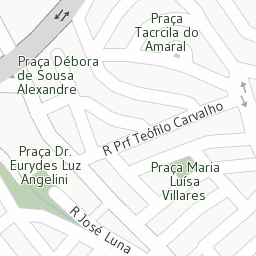 Praça
Tacrcila do
Amaral
Praça Débora
de Sousa
Alexandre
R Prf Teófilo Carvalho
Praça Dr
Eurydes Luz
Angelini
Praça Maria
Luísa
Villares
R José Luna